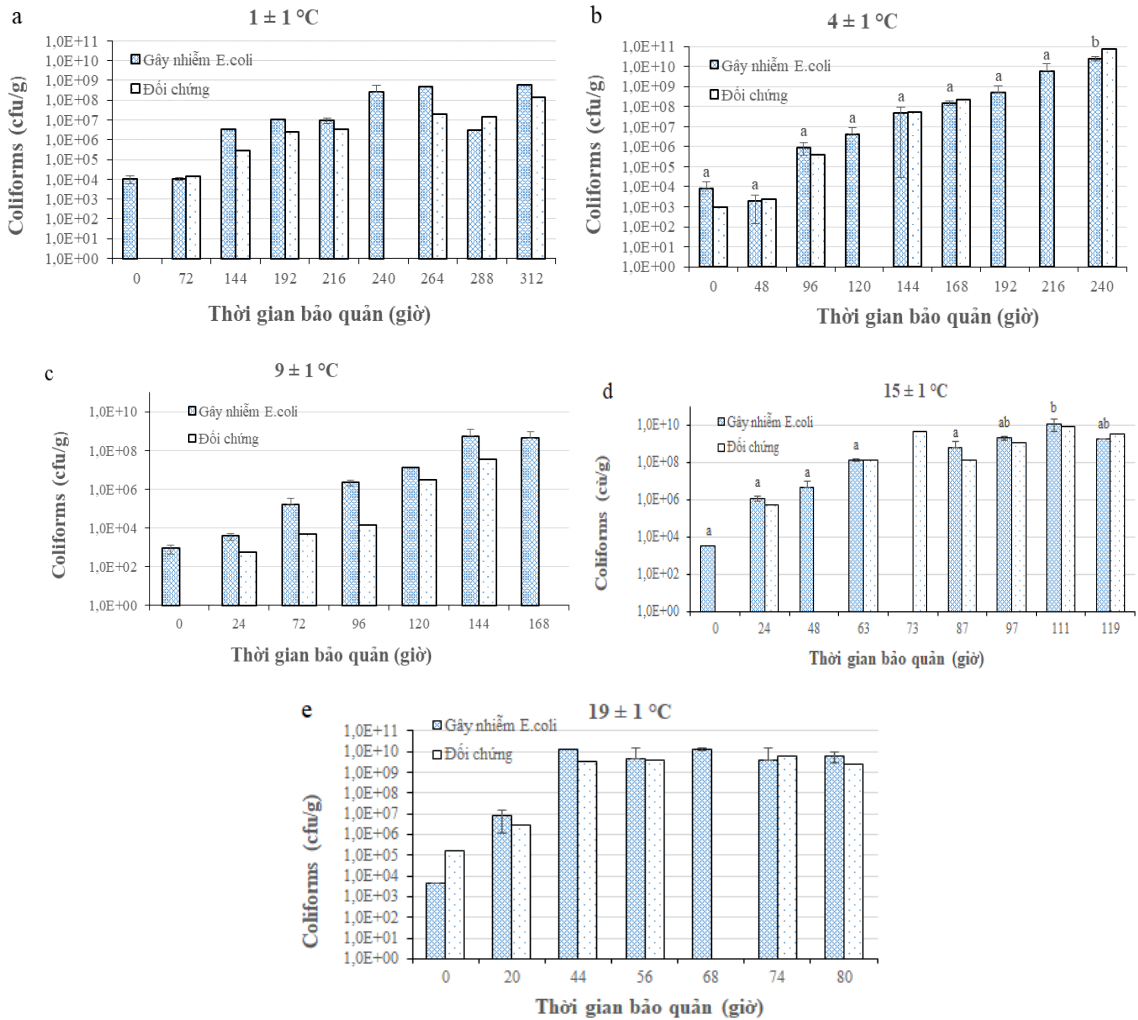 a
1 ± 1 °C
1,0E+11
1,0E+10
1,0E+09
1,0E+08
1,0E+07
1,0E+06
1,0E+05
1,0E+04
1,0E+03
1,0E+02
1,0E+01
1,0E+00
Coliforms (cfu/g)
Gây nhiễm E.coli
Đối chứng
0 72 144 192 216 240 264 288 312
Thời gian bảo quản (giờ)
b
4 ± 1 °C
1,0E+11
1,0E+10
1,0E+09
1,0E+08
1,0E+07
1,0E+06
1,0E+05
1,0E+04
1,0E+03
1,0E+02
1,0E+01
1,0E+00
Coliforms (cfu/g)
Gây nhiễm E.coli
Đối chứng
a a a a a a a a b
0 48 96 120 144 168 192 216 240
Thời gian bảo quản (giờ)
c
9 ± 1 °C
1,0E+10
1,0E+08
1,0E+06
1,0E+04
1,0E+02
1,0E+00
Coliforms (cfu/g)
Gây nhiễm E.coli
Đối chứng
0 24 72 96 120 144 168
Thời gian bảo quản (giờ)
d
15 ± 1 °C
1,0E+10
1,0E+08
1,0E+06
1,0E+04
1,0E+02
1,0E+00
Coliforms (cfu/g)
Gây nhiễm E.coli
Đối chứng
a a a a a ab b ab
0 24 48 63 73 87 97 111 119
Thời gian bảo quản (giờ)
e
19 ± 1 °C
1,0E+11
1,0E+10
1,0E+09
1,0E+08
1,0E+07
1,0E+06
1,0E+05
1,0E+04
1,0E+03
1,0E+02
1,0E+01
1,0E+00
Coliforms (cfu/g)
Gây nhiễm E.coli
Đối chứng
0 20 44 56 68 74 80
Thời gian bảo quản (giờ)